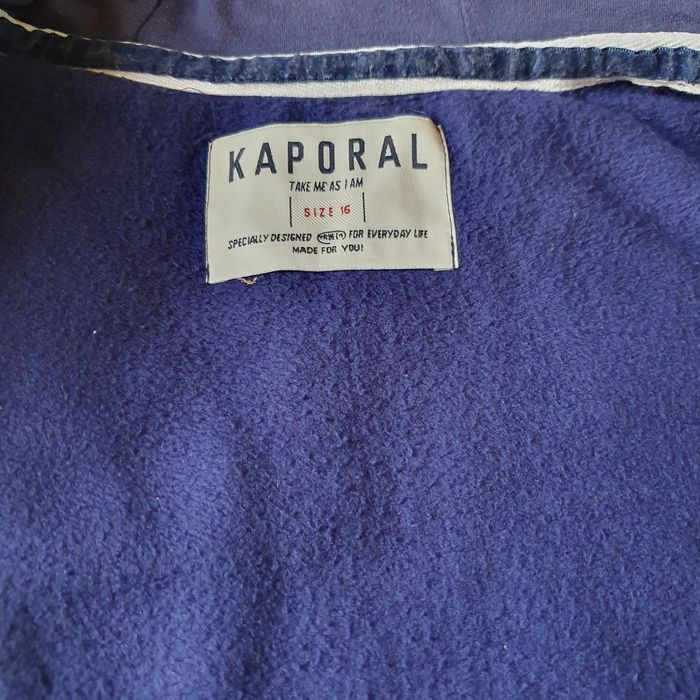 KAPORAL
TAKE ME AS I AM
SIZE 16
SPECIALLY DESIGNED FOR EVERYDAY LIFE
MADE FOR YOU!